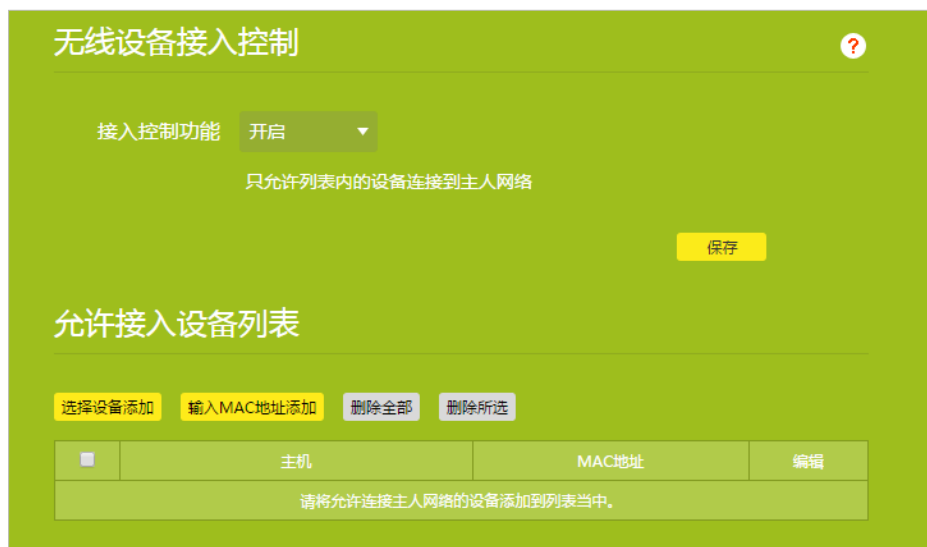 无线设备接入控制
?
接入控制功能 开启
只允许列表内的设备连接到主人网络
保存
允许接入设备列表
选择设备添加 输入MAC地址添加 删除全部 删除所选
主机 MAC地址 编辑
请将允许连接主人网络的设备添加到列表当中。